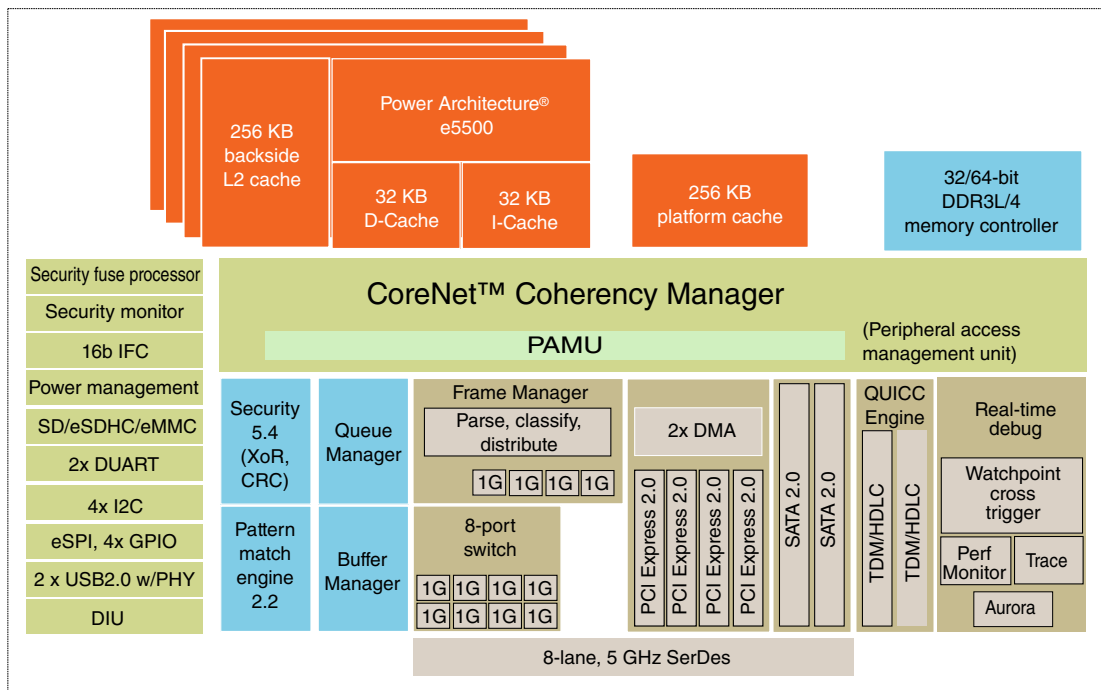 256 KB
backside
L2 cache
Power Architecture®
e5500
32 KB
D-Cache
32 KB
I-Cache
256 KB
platform cache
32/64-bit
DDR3L/4
memory controller
Security fuse processor
Security monitor
16b IFC
Power management
SD/eSDHC/eMMC
2x DUART
4x I2C
eSPI, 4x GPIO
2 x USB2.0 w/PHY
DIU
CoreNet™ Coherency Manager
PAMU
(Peripheral access
management unit)
Security
5.4
(XoR,
CRC)
Queue
Manager
Frame Manager
Parse, classify,
distribute
1G 1G 1G 1G
Pattern
match
engine
2.2
Buffer
Manager
8-port
switch
1G 1G 1G 1G
1G 1G 1G 1G
2x DMA
PCI Express 2.0
PCI Express 2.0
PCI Express 2.0
PCI Express 2.0
SATA 2.0
SATA 2.0
QUICC
Engine
TDM/HDLC
TDM/HDLC
Real-time
debug
Watchpoint
cross
trigger
Perf
Monitor
Trace
Aurora
8-lane, 5 GHz SerDes